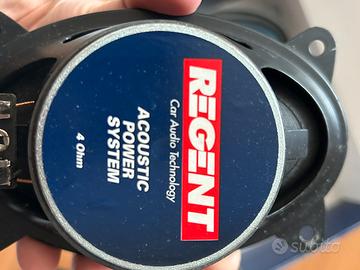 REGENT
Car Audio Technology
ACOUSTIC
POWER
SYSTEM
4 Ohm
subito